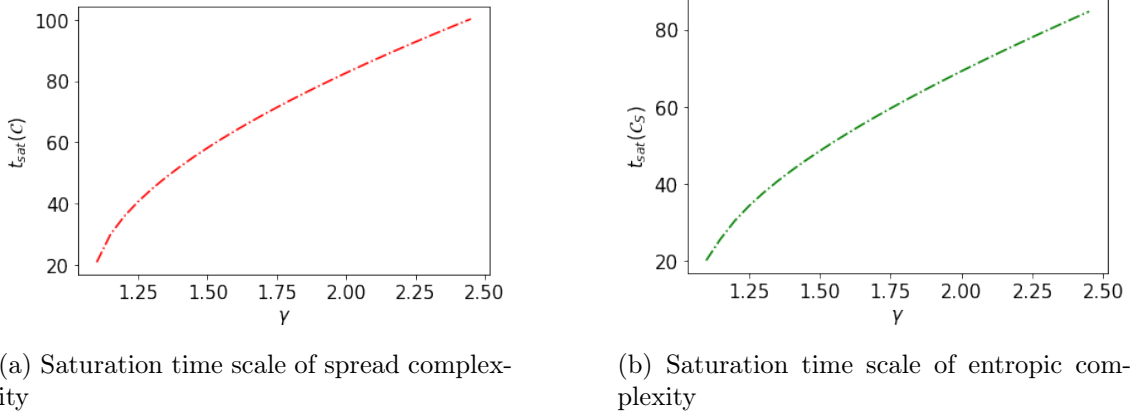 100
80
60
40
20
t_sat(C)
1.25 1.50 1.75 2.00 2.25 2.50
γ
80
60
40
20
t_sat(C_S)
1.25 1.50 1.75 2.00 2.25 2.50
γ
(a) Saturation time scale of spread complex-
ity
(b) Saturation time scale of entropic com-
plexity